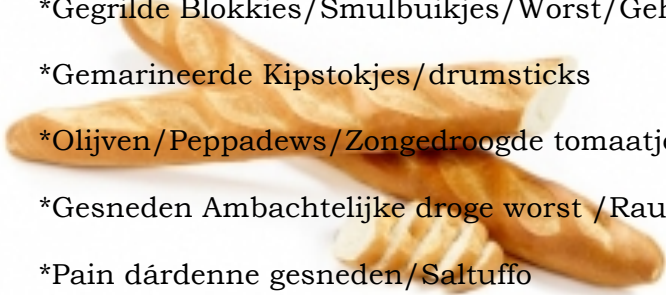 *Gegrilde Blokkies/Smulbuikjes/Worst/Geh
*Gemarineerde Kipstokjes/drumsticks
*Olijven/Peppadews/Zongedroogde tomaatje
*Gesneden Ambachtelijke droge worst /Rau
*Pain dárdenne gesneden/Saltuffo